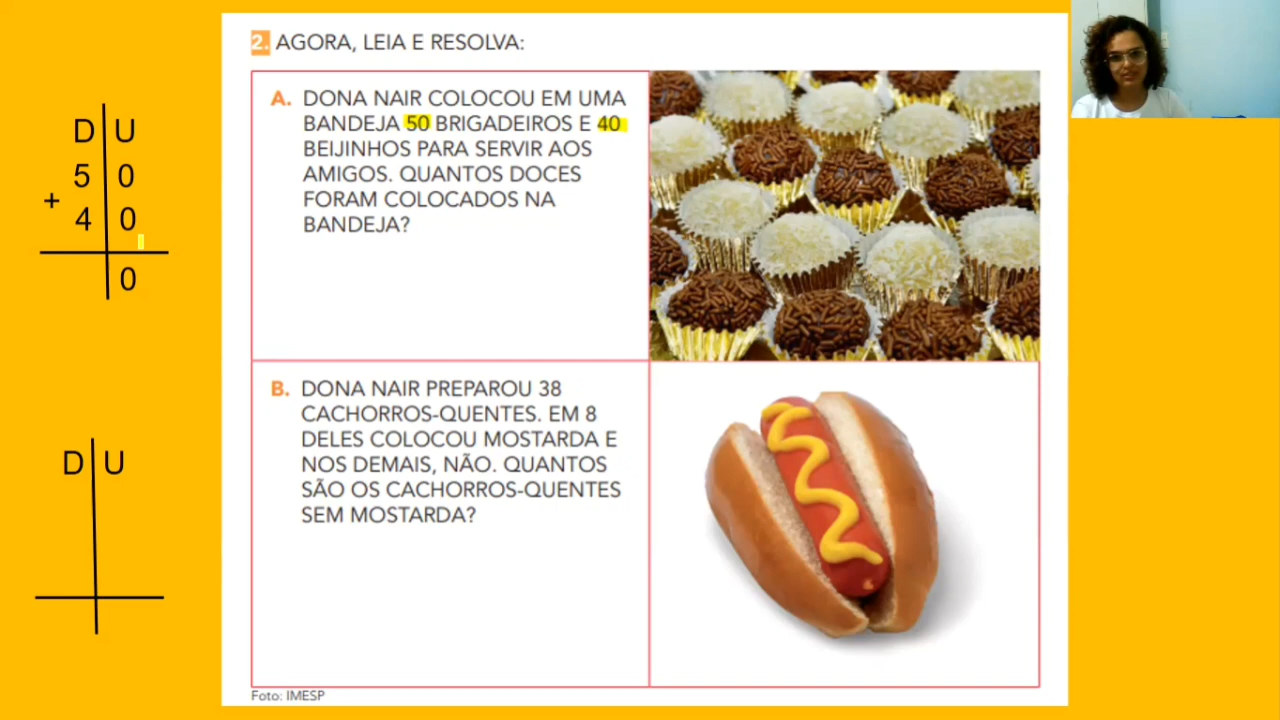 2. AGORA, LEIA E RESOLVA:
A. DONA NAIR COLOCOU EM UMA
BANDEJA 50 BRIGADEIROS E 40
BEIJINHOS PARA SERVIR AOS
AMIGOS. QUANTOS DOCES
FORAM COLOCADOS NA
BANDEJA?
D U
5 0
+
4 0
0
B. DONA NAIR PREPAROU 38
CACHORROS-QUENTES. EM 8
DELES COLOCOU MOSTARDA E
NOS DEMAIS, NÃO. QUANTOS
SÃO OS CACHORROS-QUENTES
SEM MOSTARDA?
D U
Foto: IMESP